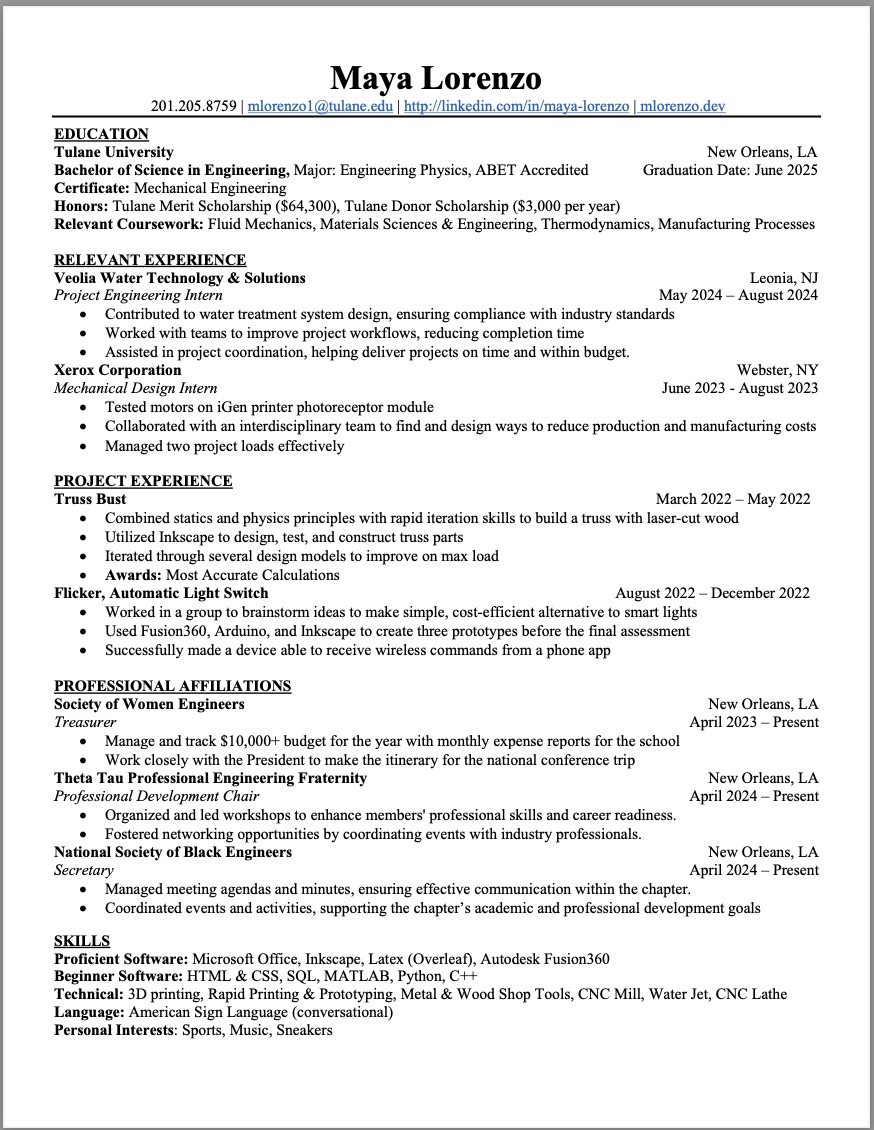 Maya Lorenzo
201.205.8759 | mlorenzo1@tulane.edu | http://linkedin.com/in/maya-lorenzo | mlorenzo.dev
EDUCATION
Tulane University New Orleans, LA
Bachelor of Science in Engineering, Major: Engineering Physics, ABET Accredited Graduation Date: June 2025
Certificate: Mechanical Engineering
Honors: Tulane Merit Scholarship ($64,300), Tulane Donor Scholarship ($3,000 per year)
Relevant Coursework: Fluid Mechanics, Materials Sciences & Engineering, Thermodynamics, Manufacturing Processes
RELEVANT EXPERIENCE
Veolia Water Technology & Solutions Leonia, NJ
Project Engineering Intern May 2024 – August 2024
• Contributed to water treatment system design, ensuring compliance with industry standards
• Worked with teams to improve project workflows, reducing completion time
• Assisted in project coordination, helping deliver projects on time and within budget.
Xerox Corporation Webster, NY
Mechanical Design Intern June 2023 - August 2023
• Tested motors on iGen printer photoreceptor module
• Collaborated with an interdisciplinary team to find and design ways to reduce production and manufacturing costs
• Managed two project loads effectively
PROJECT EXPERIENCE
Truss Bust March 2022 – May 2022
• Combined statics and physics principles with rapid iteration skills to build a truss with laser-cut wood
• Utilized Inkscape to design, test, and construct truss parts
• Iterated through several design models to improve on max load
• Awards: Most Accurate Calculations
Flicker, Automatic Light Switch August 2022 – December 2022
• Worked in a group to brainstorm ideas to make simple, cost-efficient alternative to smart lights
• Used Fusion360, Arduino, and Inkscape to create three prototypes before the final assessment
• Successfully made a device able to receive wireless commands from a phone app
PROFESSIONAL AFFILIATIONS
Society of Women Engineers New Orleans, LA
Treasurer April 2023 – Present
• Manage and track $10,000+ budget for the year with monthly expense reports for the school
• Work closely with the President to make the itinerary for the national conference trip
Theta Tau Professional Engineering Fraternity New Orleans, LA
Professional Development Chair April 2024 – Present
• Organized and led workshops to enhance members' professional skills and career readiness.
• Fostered networking opportunities by coordinating events with industry professionals.
National Society of Black Engineers New Orleans, LA
Secretary April 2024 – Present
• Managed meeting agendas and minutes, ensuring effective communication within the chapter.
• Coordinated events and activities, supporting the chapter’s academic and professional development goals
SKILLS
Proficient Software: Microsoft Office, Inkscape, Latex (Overleaf), Autodesk Fusion360
Beginner Software: HTML & CSS, SQL, MATLAB, Python, C++
Technical: 3D printing, Rapid Printing & Prototyping, Metal & Wood Shop Tools, CNC Mill, Water Jet, CNC Lathe
Language: American Sign Language (conversational)
Personal Interests: Sports, Music, Sneakers